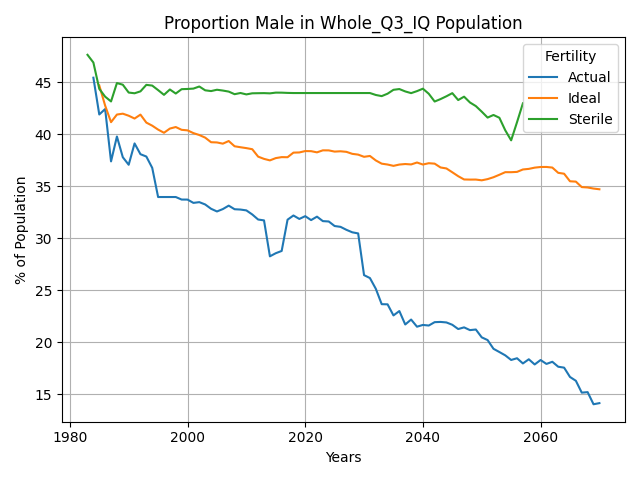 Proportion Male in Whole_Q3_IQ Population
Fertility
Actual
Ideal
Sterile
% of Population
45
40
35
30
25
20
15
1980
2000
2020
2040
2060
Years